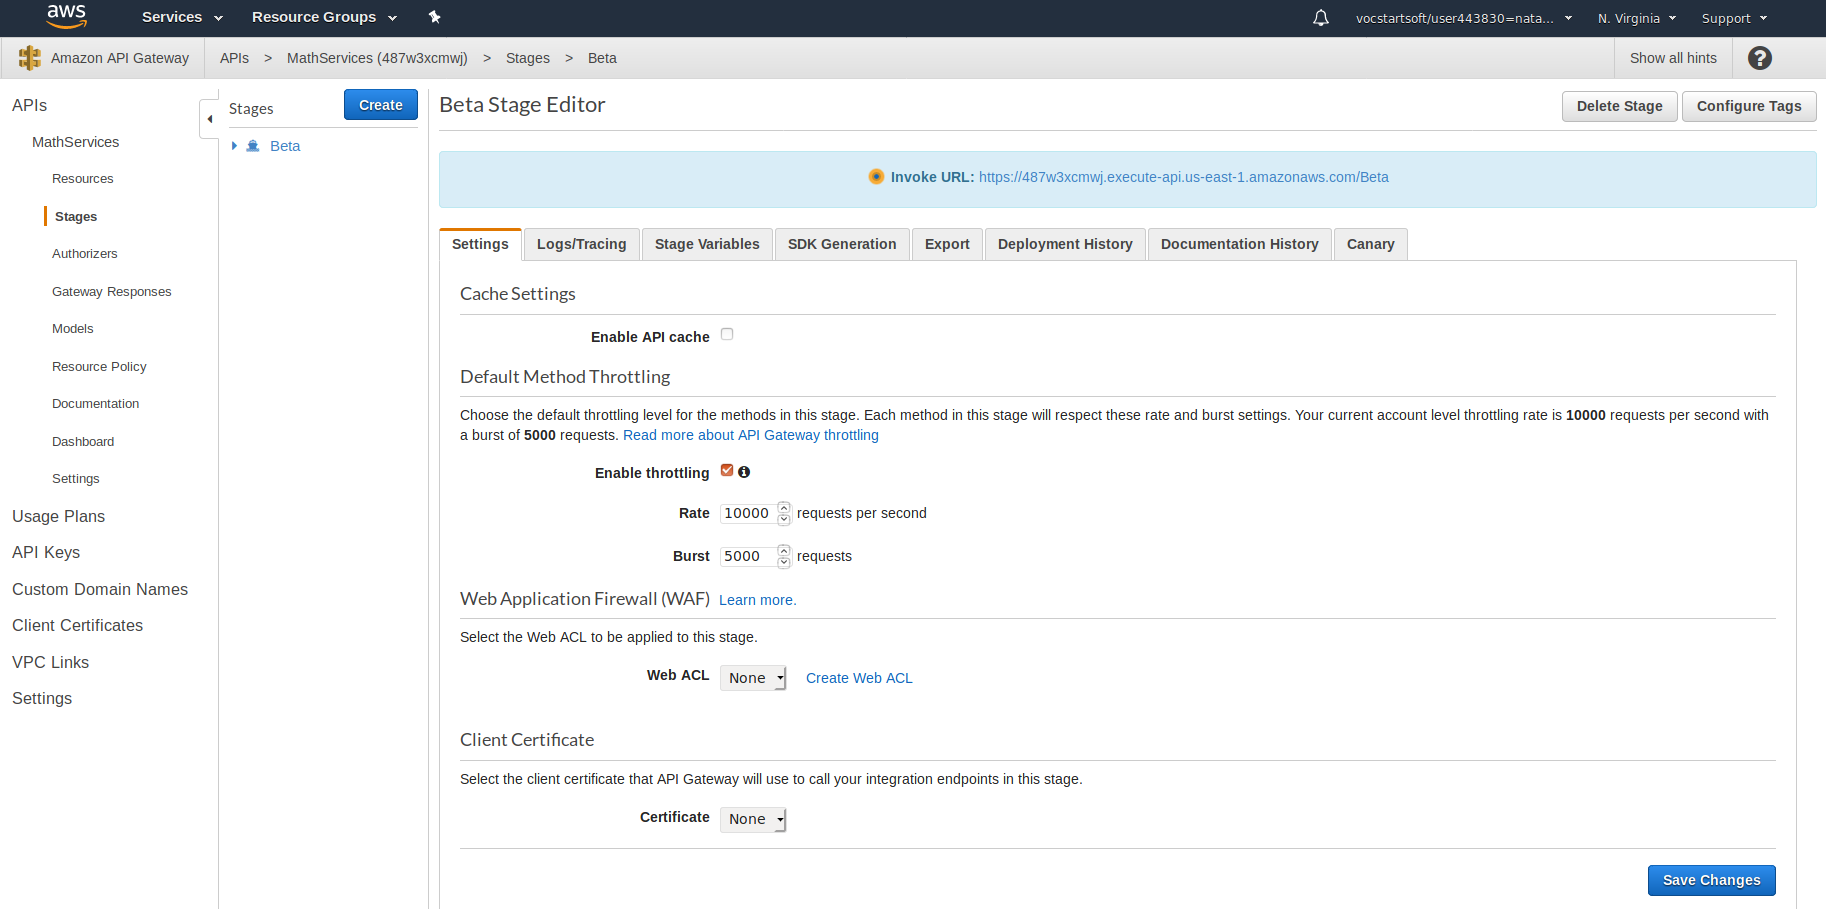 aws Services Resource Groups vocstartsoft/user443830=nata... N. Virginia Support
Amazon API Gateway APIs > MathServices (487w3xcmwj) > Stages > Beta Show all hints ?
APIs
MathServices
Resources
Stages
Authorizers
Gateway Responses
Models
Resource Policy
Documentation
Dashboard
Settings
Usage Plans
API Keys
Custom Domain Names
Client Certificates
VPC Links
Settings
Stages Create
Beta
Beta Stage Editor Delete Stage Configure Tags
Invoke URL: https://487w3xcmwj.execute-api.us-east-1.amazonaws.com/Beta
Settings Logs/Tracing Stage Variables SDK Generation Export Deployment History Documentation History Canary
Cache Settings
Enable API cache
Default Method Throttling
Choose the default throttling level for the methods in this stage. Each method in this stage will respect these rate and burst settings. Your current account level throttling rate is 10000 requests per second with
a burst of 5000 requests. Read more about API Gateway throttling
Enable throttling
Rate 10000 requests per second
Burst 5000 requests
Web Application Firewall (WAF) Learn more.
Select the Web ACL to be applied to this stage.
Web ACL None Create Web ACL
Client Certificate
Select the client certificate that API Gateway will use to call your integration endpoints in this stage.
Certificate None
Save Changes